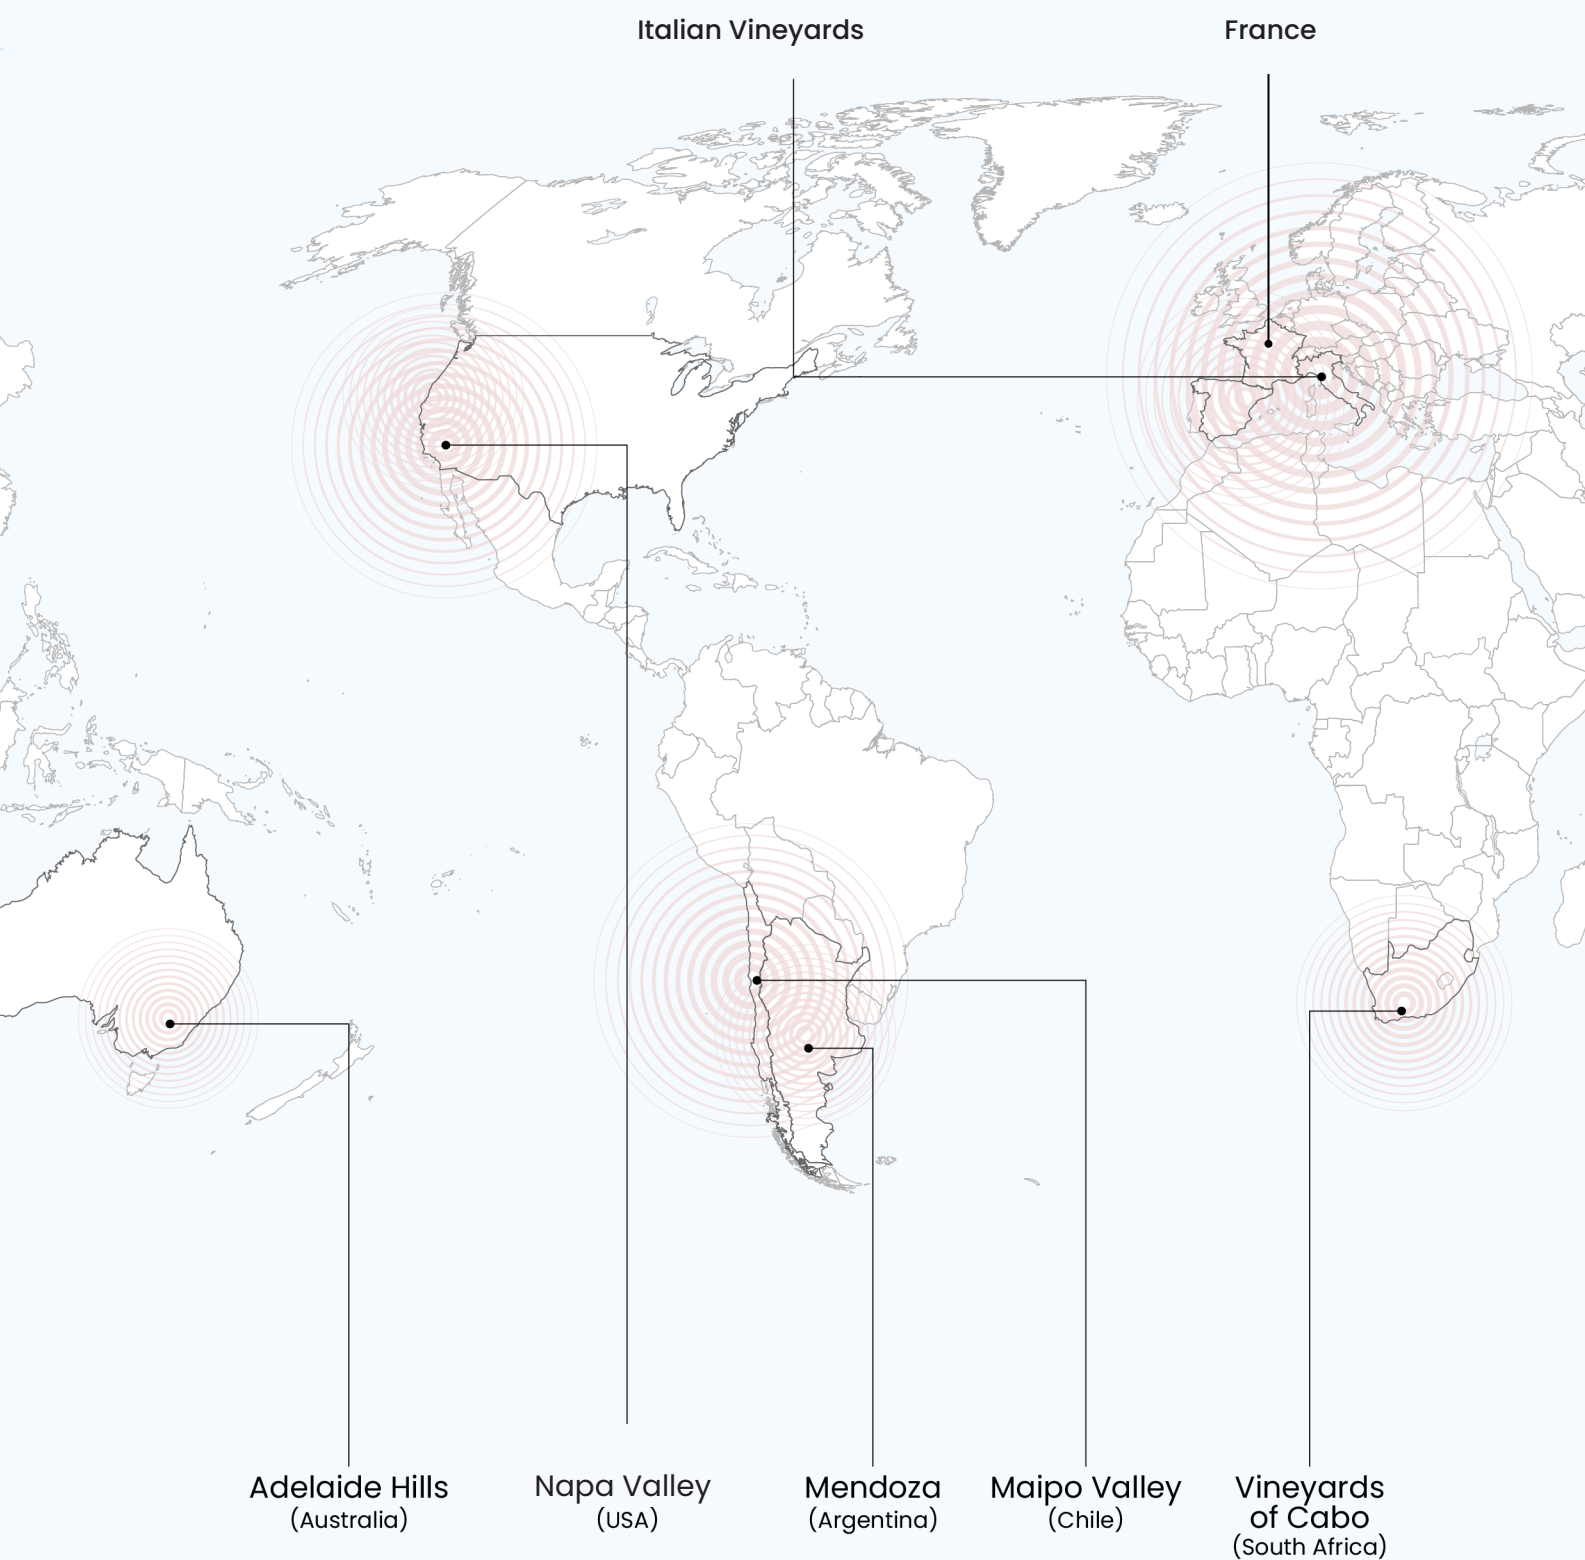 Italian Vineyards
France
Adelaide Hills
(Australia)
Napa Valley
(USA)
Mendoza
(Argentina)
Maipo Valley
(Chile)
Vineyards
of Cabo
(South Africa)